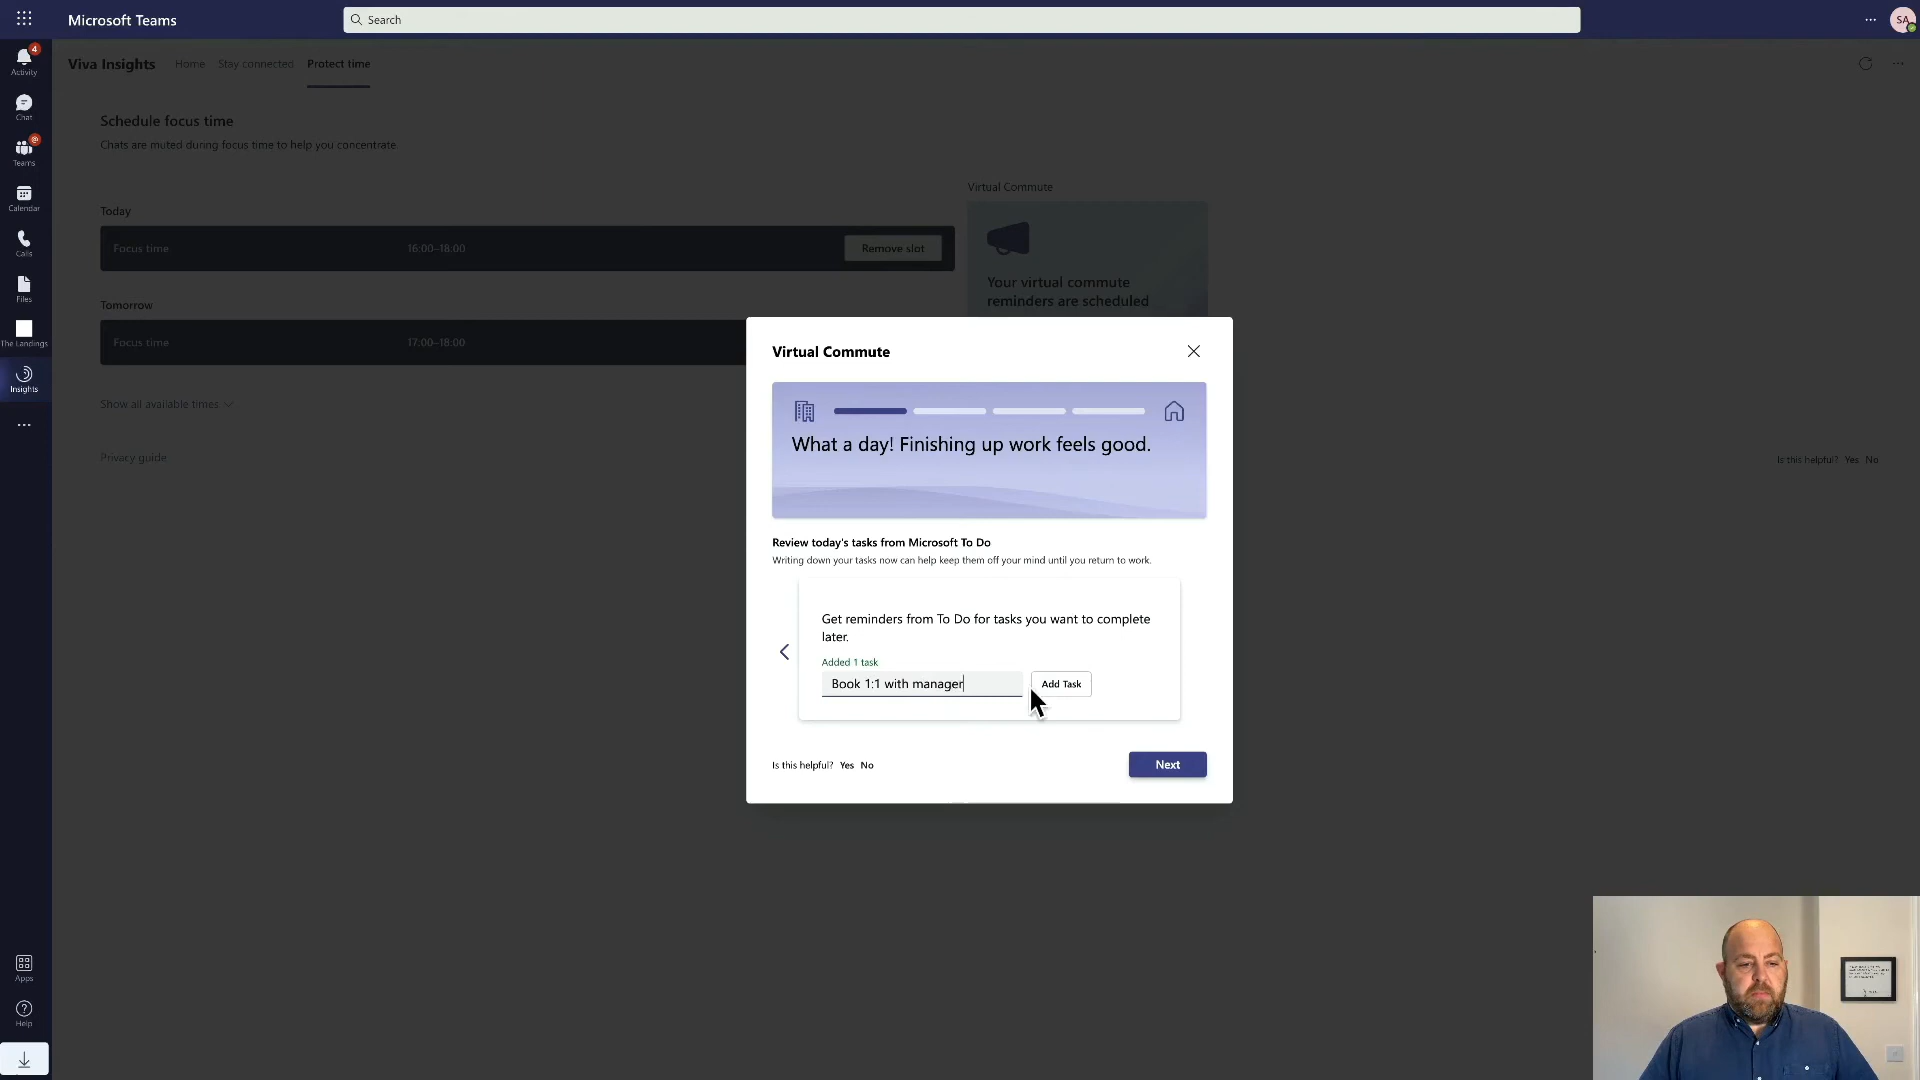 Microsoft Teams
Search
SA
4
Activity
Chat
Teams
Calendar
Calls
Files
The Landings
Insights
Apps
Help
Viva Insights
Home
Stay connected
Protect time
Schedule focus time
Chats are muted during focus time to help you concentrate
Today
Focus time
16:00–18:00
Remove slot
Tomorrow
Focus time
17:00–18:00
Show all available times
Privacy guide
Virtual Commute
Your virtual commute
reminders are scheduled
Is this helpful? Yes No
Virtual Commute
What a day! Finishing up work feels good.
Review today's tasks from Microsoft To Do
Writing down your tasks now can help keep them off your mind until you return to work.
Get reminders from To Do for tasks you want to complete
later.
Added 1 task
Book 1:1 with manager
Add Task
Is this helpful? Yes No
Next